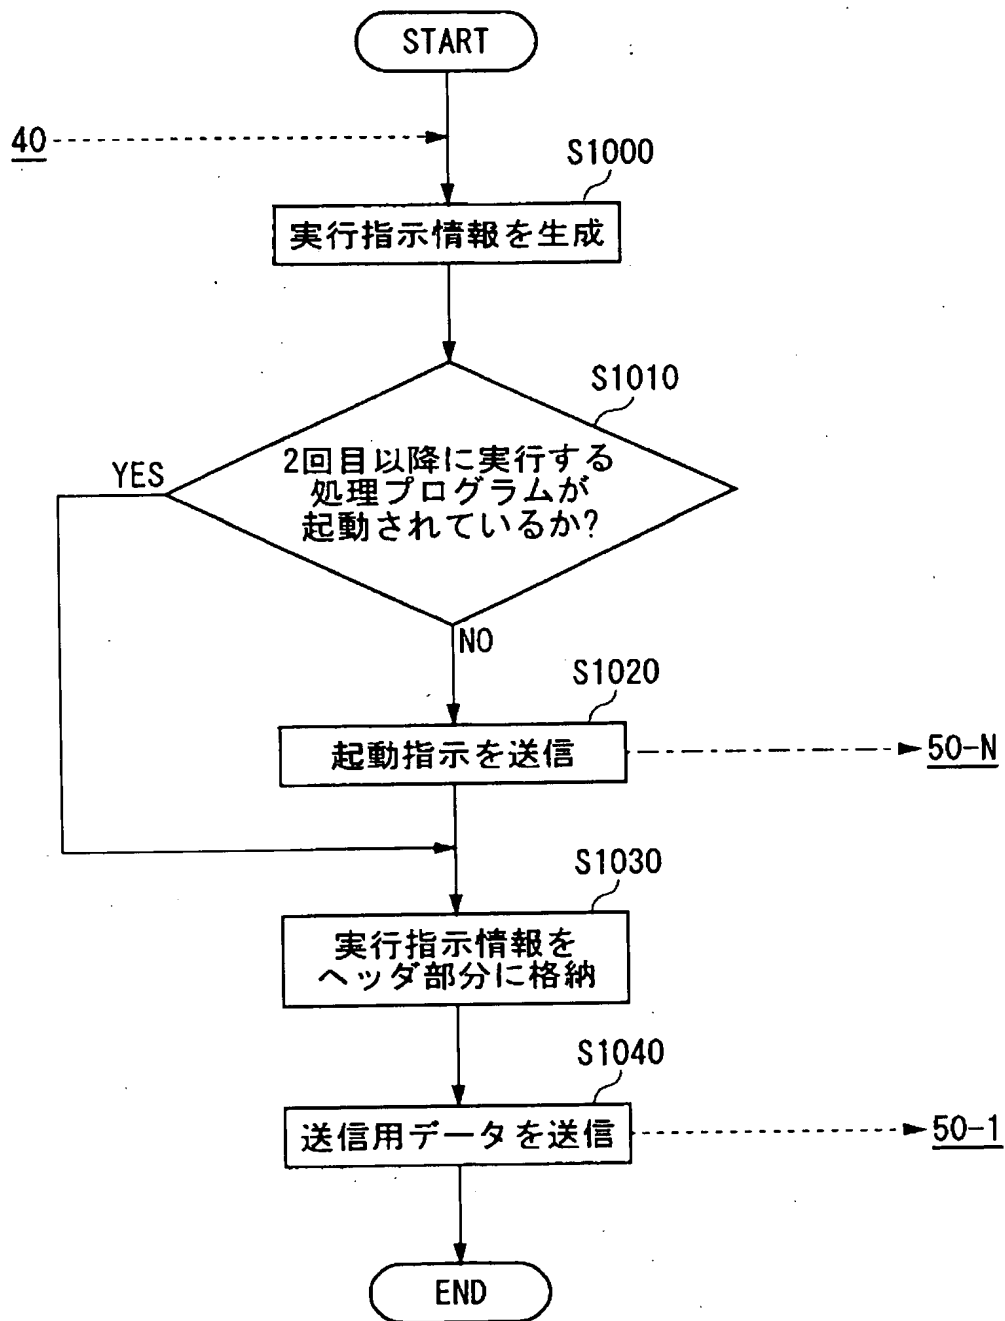 START
40
S1000
実行指示情報を生成
S1010
2回目以降に実行する
処理プログラムが
起動されているか?
YES
NO
S1020
起動指示を送信
50-N
S1030
実行指示情報を
ヘッダ部分に格納
S1040
送信用データを送信
50-1
END